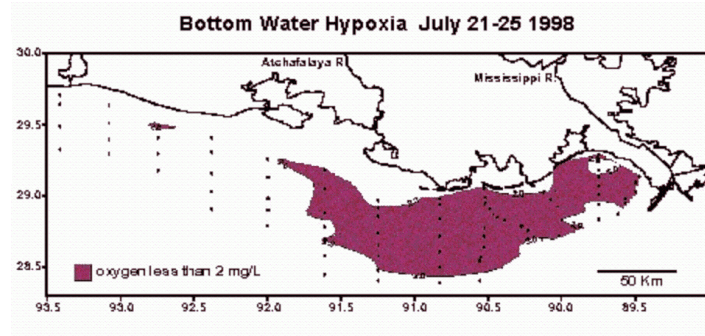 Bottom Water Hypoxia July 21-25 1998
30.0
Atchafalaya R.
Mississippi R.
29.5
29.0
28.5
oxygen less than 2 mg/L
50 Km
93.5 93.0 92.5 92.0 91.5 91.0 90.5 90.0 89.5